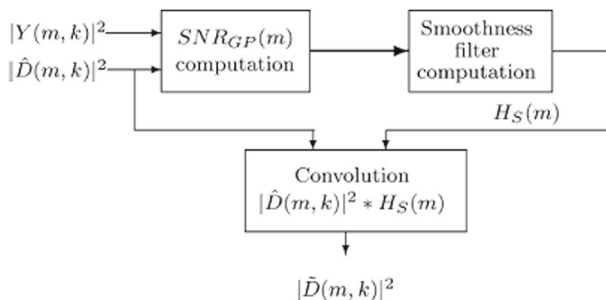 |Y(m, k)|²
|D̂(m, k)|²
SNR_GP(m)
computation
Smoothness
filter
computation
H_S(m)
Convolution
|D̂(m, k)|² * H_S(m)
|D̃(m, k)|²